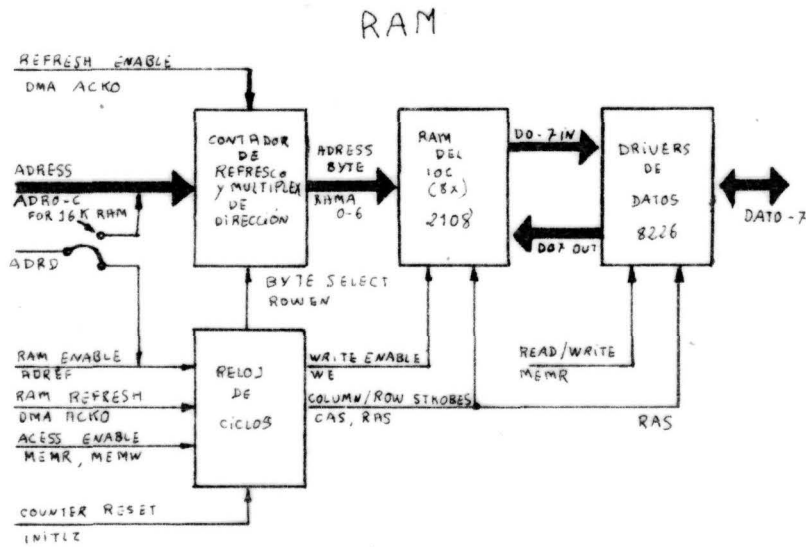 RAM
REFRESH ENABLE
DMA ACKO
CONTADOR
DE
REFRESCO
y MULTIPLEX
DE
DIRECCIÓN
ADRESS
ADRO-C
FOR 16K RAM
ADRD
ADRESS
BYTE
RAMA
0-6
RAM
DEL
IOC
(8x)
2108
DO-7 IN
DO7 OUT
DRIVERS
DE
DATOS
8226
DATO-7
BYTE SELECT
ROWEN
RAM ENABLE
ADREF
RAM REFRESH
DMA ACKO
ACESS ENABLE
MEMR, MEMW
COUNTER RESET
INITLZ
RELOJ
DE
CICLOS
WRITE ENABLE
WE
COLUMN/ROW STROBES
CAS, RAS
READ/WRITE
MEMR
RAS